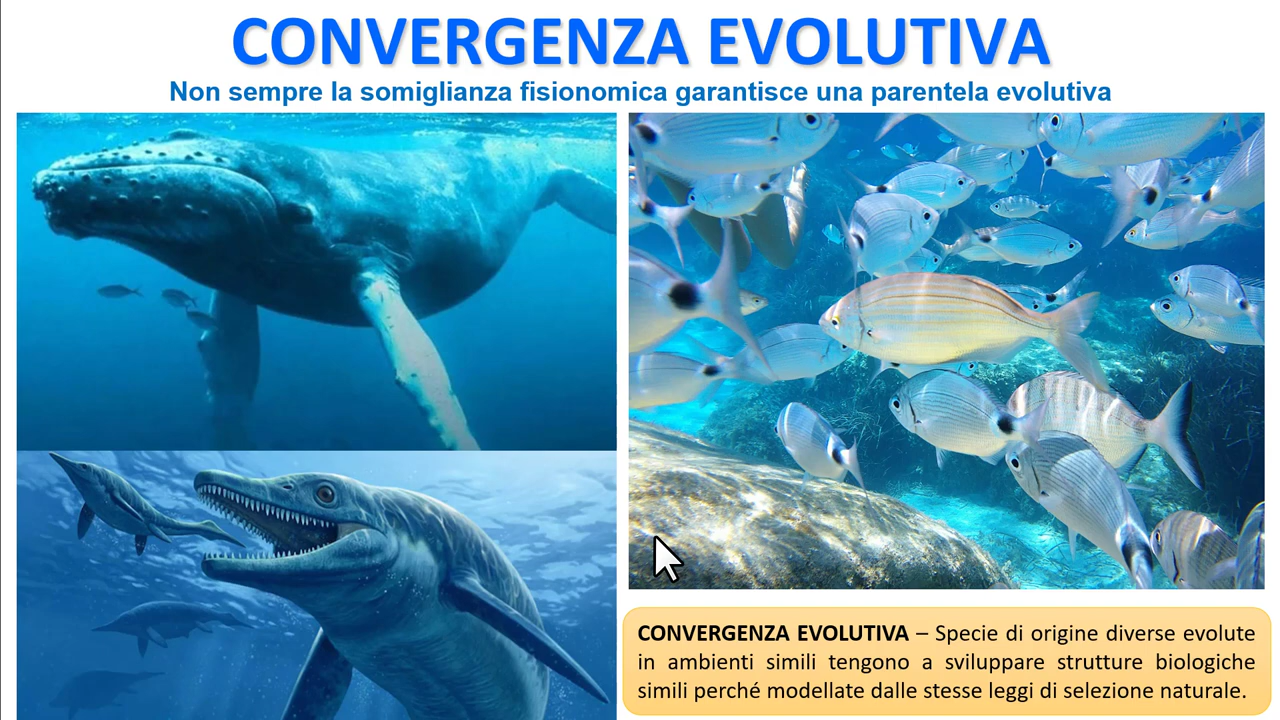 CONVERGENZA EVOLUTIVA
Non sempre la somiglianza fisionomica garantisce una parentela evolutiva
CONVERGENZA EVOLUTIVA – Specie di origine diverse evolute
in ambienti simili tengono a sviluppare strutture biologiche
simili perché modellate dalle stesse leggi di selezione naturale.